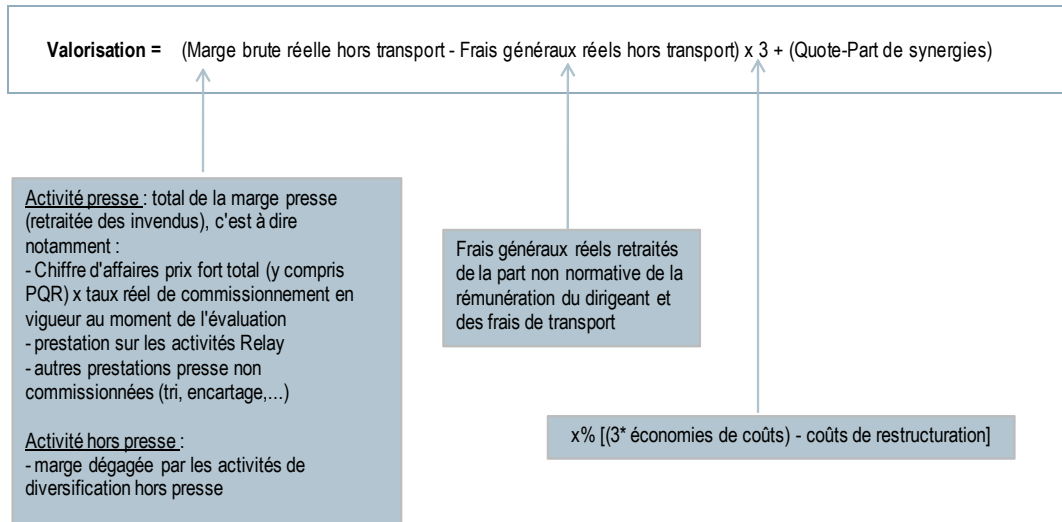 Valorisation = (Marge brute réelle hors transport - Frais généraux réels hors transport) x 3 + (Quote-Part de synergies)
Activité presse : total de la marge presse
(retraitée des invendus), c'est à dire
notamment :
- Chiffre d'affaires prix fort total (y compris
PQR) x taux réel de commissionnement en
vigueur au moment de l'évaluation
- prestation sur les activités Relay
- autres prestations presse non
commissionnées (tri, encartage,...)
Activité hors presse :
- marge dégagée par les activités de
diversification hors presse
Frais généraux réels retraités
de la part non normative de la
rémunération du dirigeant et
des frais de transport
x% [(3* économies de coûts) - coûts de restructuration]